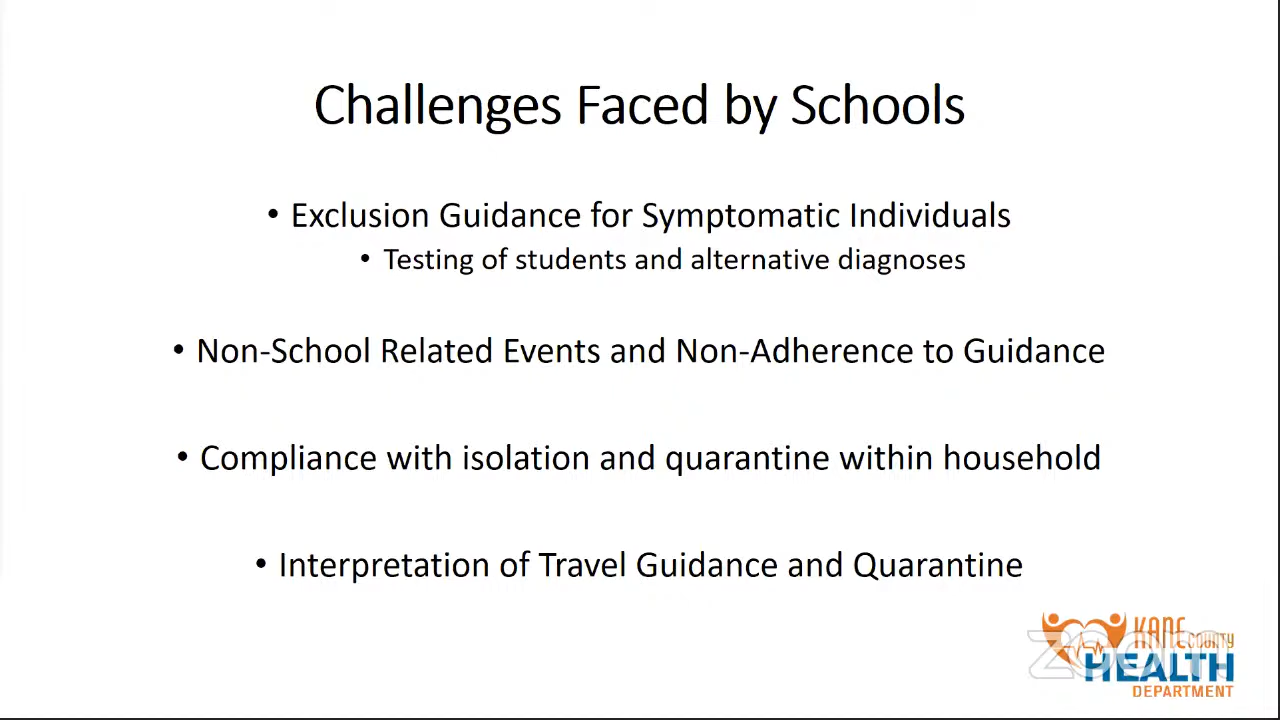 Challenges Faced by Schools
• Exclusion Guidance for Symptomatic Individuals
• Testing of students and alternative diagnoses
• Non-School Related Events and Non-Adherence to Guidance
• Compliance with isolation and quarantine within household
• Interpretation of Travel Guidance and Quarantine
KANE COUNTY
zoom
HEALTH
DEPARTMENT